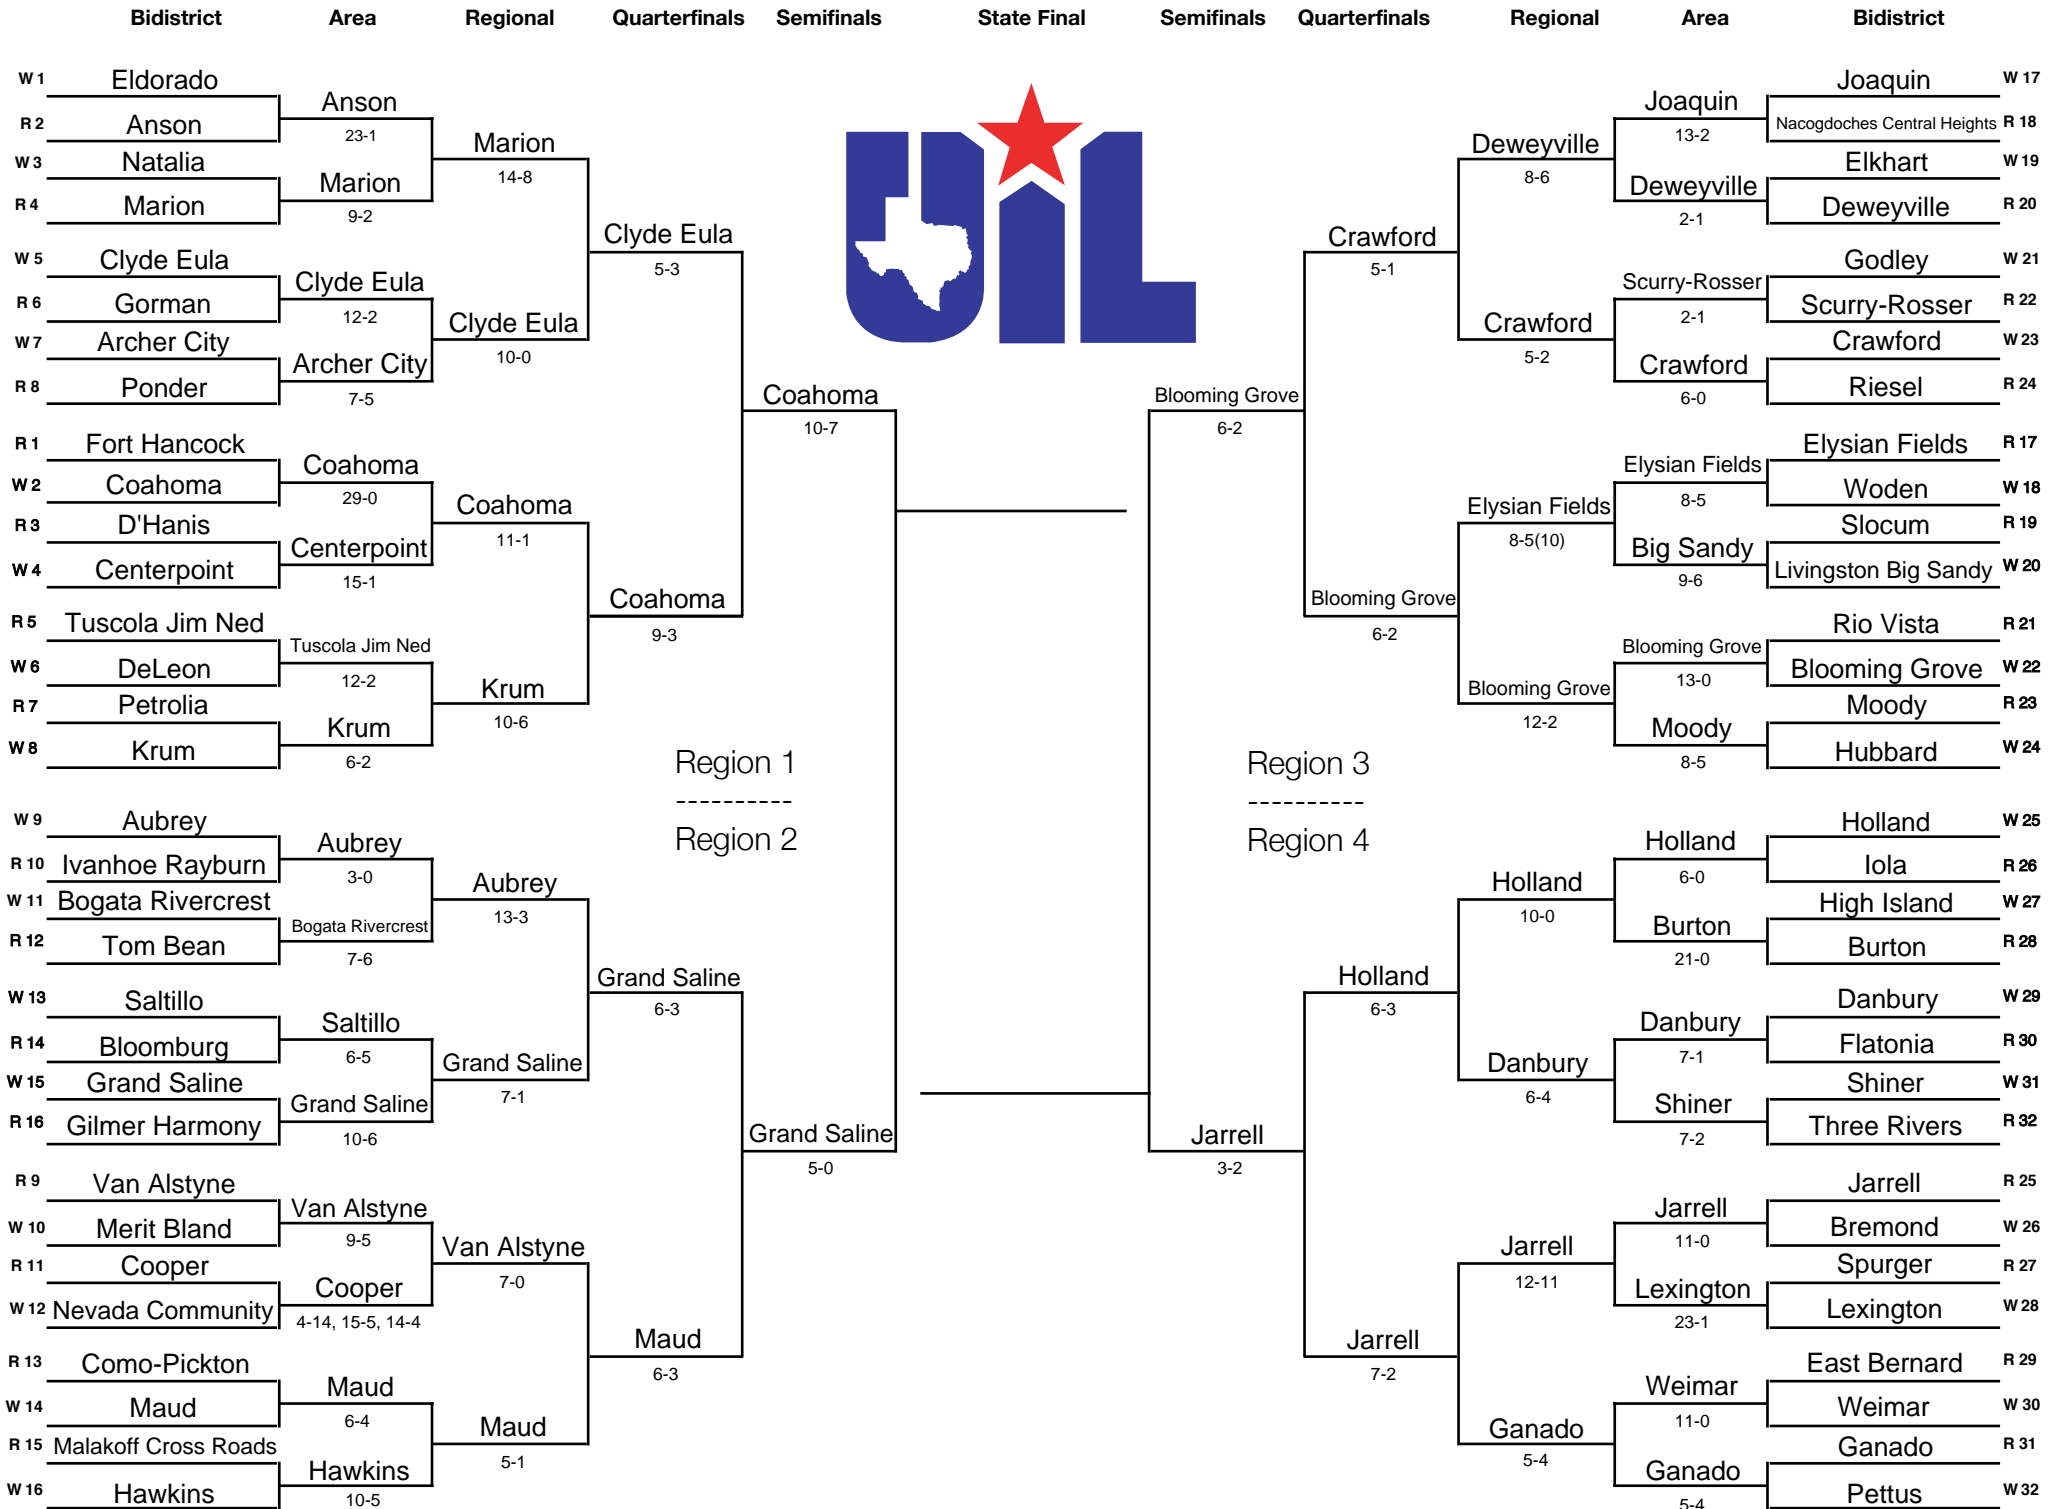 Bidistrict Area Regional Quarterfinals Semifinals State Final Semifinals Quarterfinals Regional Area Bidistrict
W 1 Eldorado
Anson
R 2 Anson
23-1
Marion
W 3 Natalia
14-8
Marion
R 4 Marion
9-2
Clyde Eula
W 5 Clyde Eula
5-3
Clyde Eula
R 6 Gorman
12-2
Clyde Eula
W 7 Archer City
10-0
Archer City
R 8 Ponder
7-5
Coahoma
10-7
R 1 Fort Hancock
Coahoma
W 2 Coahoma
29-0
Coahoma
R 3 D'Hanis
11-1
Centerpoint
W 4 Centerpoint
15-1
Coahoma
R 5 Tuscola Jim Ned
9-3
Tuscola Jim Ned
W 6 DeLeon
12-2
Krum
R 7 Petrolia
10-6
Krum
W 8 Krum
6-2
Region 1
----------
Region 2
W 9 Aubrey
Aubrey
R 10 Ivanhoe Rayburn
3-0
Aubrey
W 11 Bogata Rivercrest
13-3
Bogata Rivercrest
R 12 Tom Bean
7-6
Grand Saline
W 13 Saltillo
6-3
Saltillo
R 14 Bloomburg
6-5
Grand Saline
W 15 Grand Saline
7-1
Grand Saline
R 16 Gilmer Harmony
10-6
Grand Saline
5-0
R 9 Van Alstyne
Van Alstyne
W 10 Merit Bland
9-5
Van Alstyne
R 11 Cooper
7-0
Cooper
W 12 Nevada Community
4-14, 15-5, 14-4
Maud
R 13 Como-Pickton
6-3
Maud
W 14 Maud
6-4
Maud
R 15 Malakoff Cross Roads
5-1
Hawkins
W 16 Hawkins
10-5
UIL
Joaquin W 17
Joaquin
Nacogdoches Central Heights R 18
13-2
Deweyville
Elkhart W 19
8-6
Deweyville
Deweyville R 20
2-1
Crawford
Godley W 21
5-1
Scurry-Rosser
Scurry-Rosser R 22
2-1
Crawford
Crawford W 23
5-2
Crawford
Riesel R 24
6-0
Blooming Grove
6-2
Elysian Fields R 17
Elysian Fields
Woden W 18
8-5
Elysian Fields
Slocum R 19
8-5(10)
Big Sandy
Livingston Big Sandy W 20
9-6
Blooming Grove
Rio Vista R 21
6-2
Blooming Grove
Blooming Grove W 22
13-0
Blooming Grove
Moody R 23
12-2
Moody
Hubbard W 24
8-5
Region 3
----------
Region 4
Holland W 25
Holland
Iola R 26
6-0
Holland
High Island W 27
10-0
Burton
Burton R 28
21-0
Holland
Danbury W 29
6-3
Danbury
Flatonia R 30
7-1
Danbury
Shiner W 31
6-4
Shiner
Three Rivers R 32
7-2
Jarrell
3-2
Jarrell R 25
Jarrell
Bremond W 26
11-0
Jarrell
Spurger R 27
12-11
Lexington
Lexington W 28
23-1
Jarrell
East Bernard R 29
7-2
Weimar
Weimar W 30
11-0
Ganado
Ganado R 31
5-4
Ganado
Pettus W 32
5-4